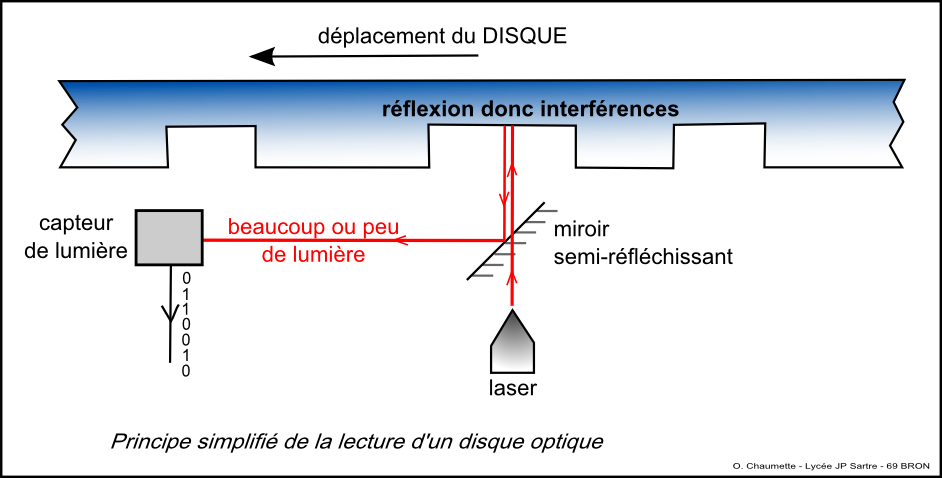 déplacement du DISQUE
réflexion donc interférences
capteur
de lumière
beaucoup ou peu
de lumière
miroir
semi-réfléchissant
0
1
1
0
0
1
0
laser
Principe simplifié de la lecture d'un disque optique
O. Chaumette - Lycée JP Sartre - 69 BRON